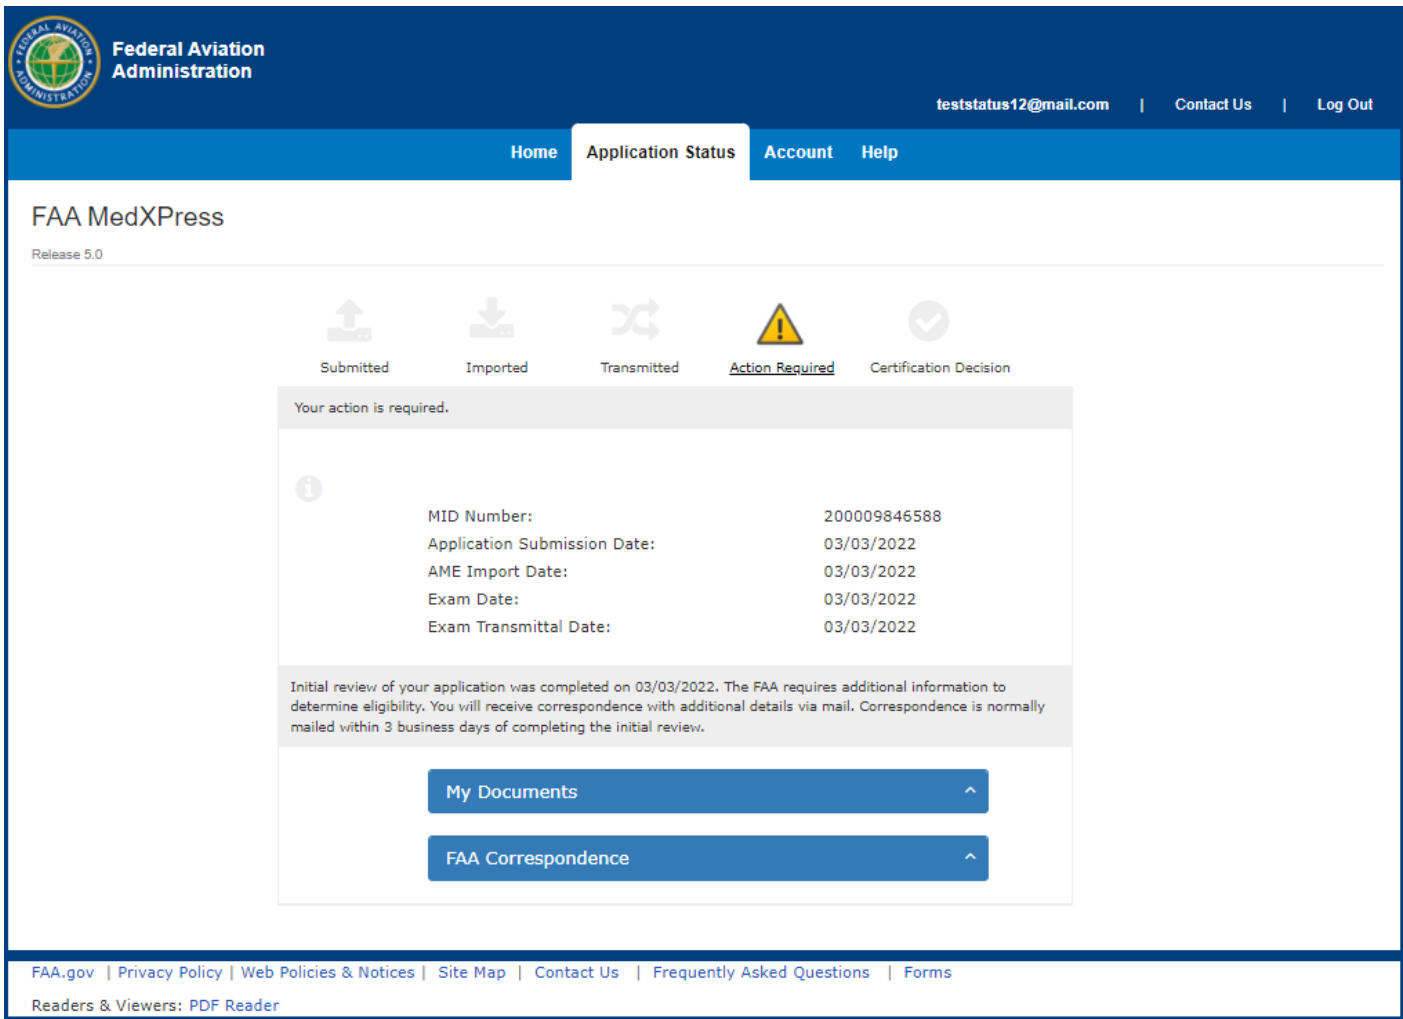 FEDERAL AVIATION ADMINISTRATION
Federal Aviation
Administration
teststatus12@mail.com | Contact Us | Log Out
Home Application Status Account Help
FAA MedXPress
Release 5.0
Submitted Imported Transmitted Action Required Certification Decision
Your action is required.
MID Number: 200009846588
Application Submission Date: 03/03/2022
AME Import Date: 03/03/2022
Exam Date: 03/03/2022
Exam Transmittal Date: 03/03/2022
Initial review of your application was completed on 03/03/2022. The FAA requires additional information to
determine eligibility. You will receive correspondence with additional details via mail. Correspondence is normally
mailed within 3 business days of completing the initial review.
My Documents
FAA Correspondence
FAA.gov | Privacy Policy | Web Policies & Notices | Site Map | Contact Us | Frequently Asked Questions | Forms
Readers & Viewers: PDF Reader